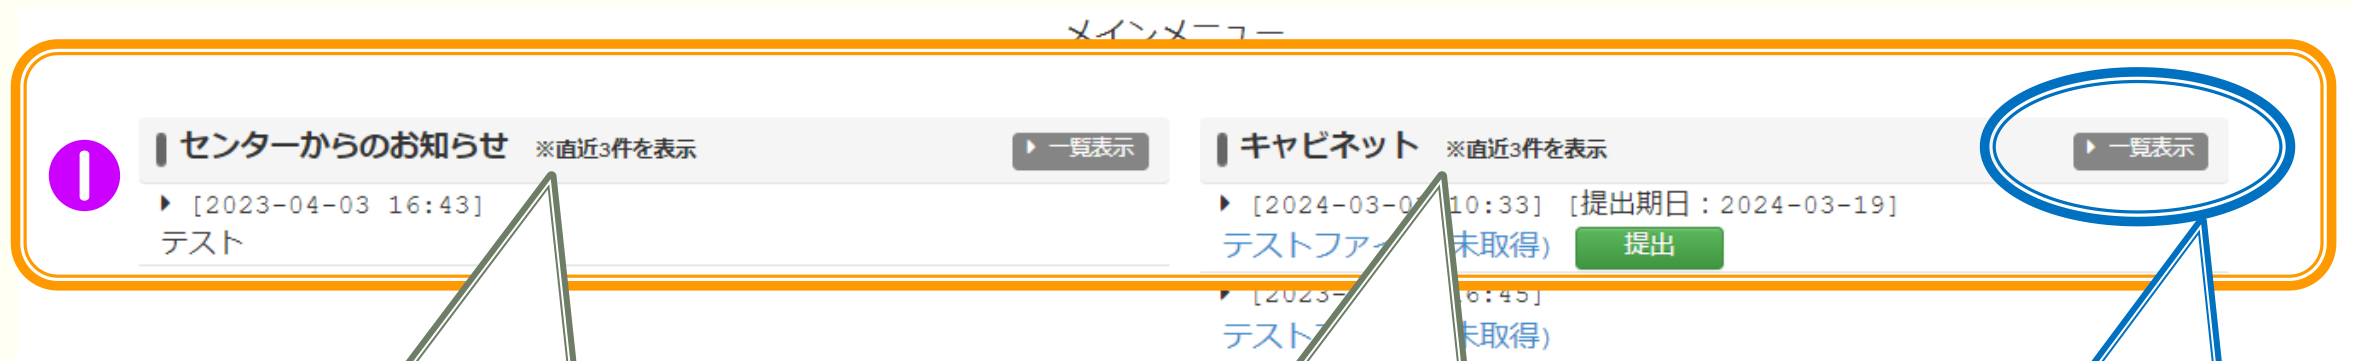 メインメニュー
センターからのお知らせ ※直近3件を表示
一覧表示
[2023-04-03 16:43]
テスト
キャビネット ※直近3件を表示
一覧表示
[2024-03-0 10:33] [提出期日：2024-03-19]
テストファイ 未取得)
提出
[2023- 6:45]
テスト 未取得)